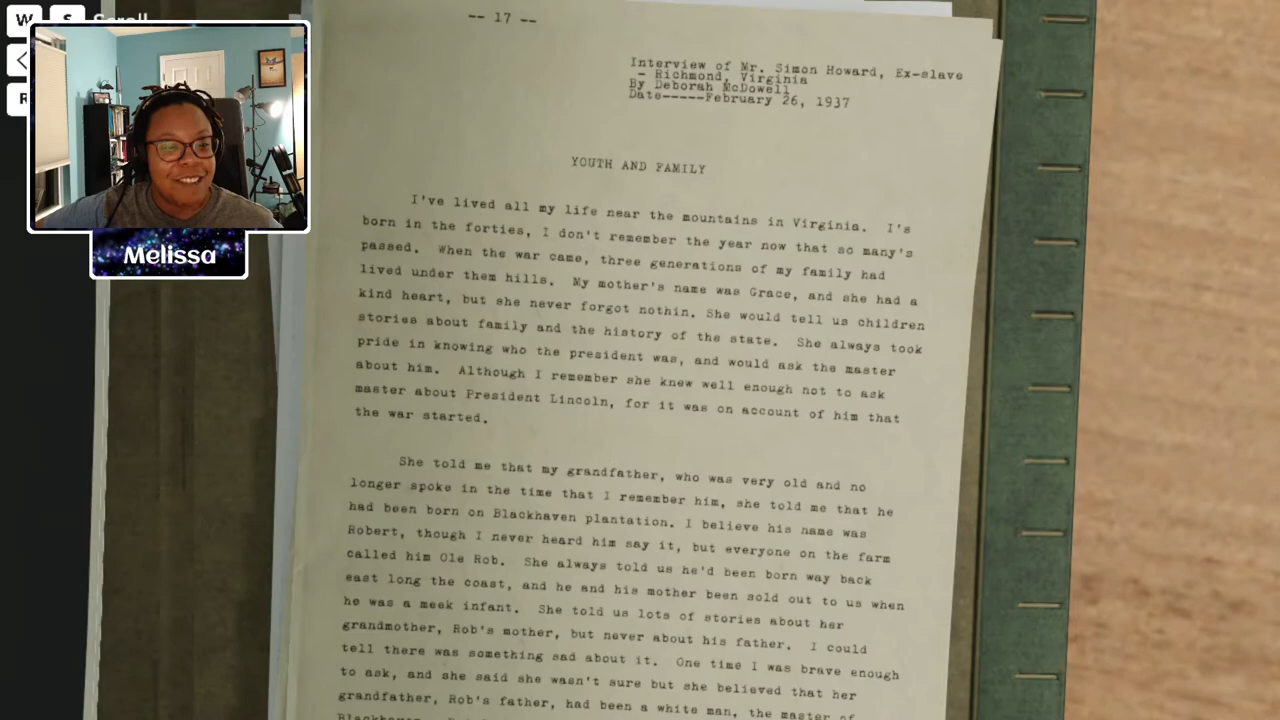 W S Scroll
R
Melissa
-- 17 --
Interview of Mr. Simon Howard, Ex-slave
- Richmond, Virginia
By Deborah McDowell
Date-----February 26, 1937
YOUTH AND FAMILY
I've lived all my life near the mountains in Virginia. I's
born in the forties, I don't remember the year now that so many's
passed. When the war came, three generations of my family had
lived under them hills. My mother's name was Grace, and she had a
kind heart, but she never forgot nothin. She would tell us children
stories about family and the history of the state. She always took
pride in knowing who the president was, and would ask the master
about him. Although I remember she knew well enough not to ask
master about President Lincoln, for it was on account of him that
the war started.
She told me that my grandfather, who was very old and no
longer spoke in the time that I remember him, she told me that he
had been born on Blackhaven plantation. I believe his name was
Robert, though I never heard him say it, but everyone on the farm
called him Ole Rob. She always told us he'd been born way back
east long the coast, and he and his mother been sold out to us when
he was a meek infant. She told us lots of stories about her
grandmother, Rob's mother, but never about his father. I could
tell there was something sad about it. One time I was brave enough
to ask, and she said she wasn't sure but she believed that her
grandfather, Rob's father, had been a white man, the master of